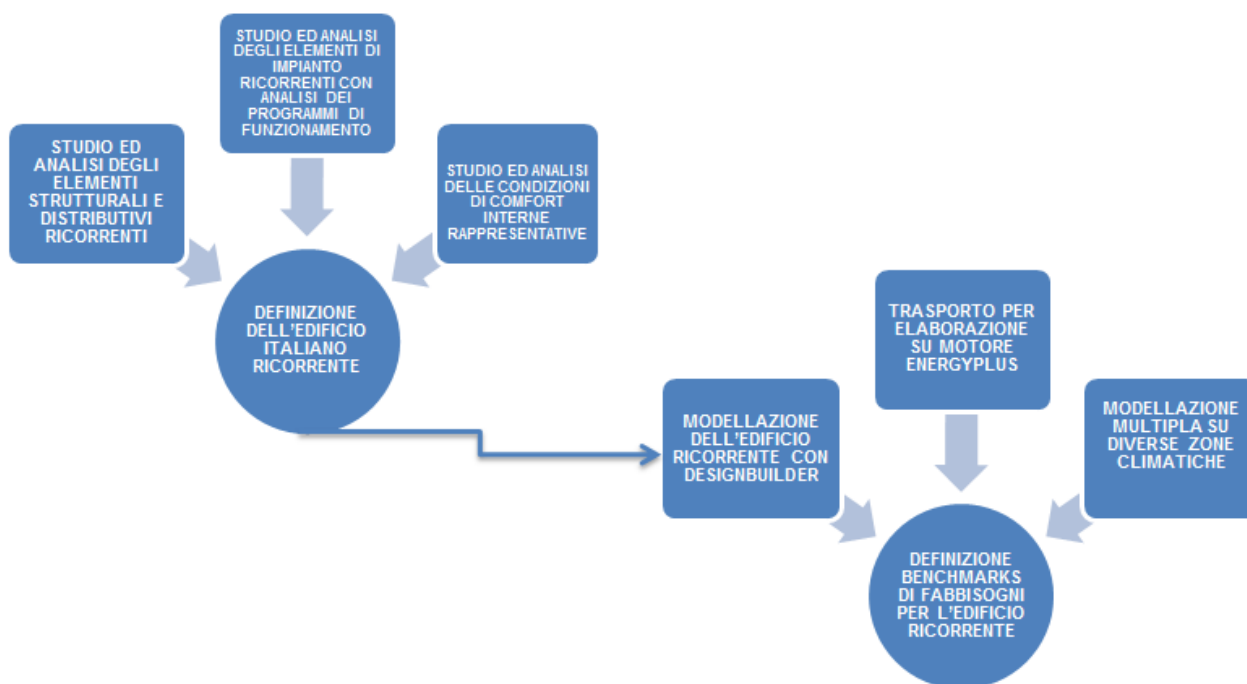 STUDIO ED
ANALISI DEGLI
ELEMENTI
STRUTTURALI E
DISTRIBUTIVI
RICORRENTI
STUDIO ED ANALISI
DEGLI ELEMENTI DI
IMPIANTO
RICORRENTI CON
ANALISI DEI
PROGRAMMI DI
FUNZIONAMENTO
STUDIO ED ANALISI
DELLE CONDIZIONI
DI COMFORT
INTERNE
RAPPRESENTATIVE
DEFINIZIONE
DELL'EDIFICIO
ITALIANO
RICORRENTE
MODELLAZIONE
DELL'EDIFICIO
RICORRENTE CON
DESIGNBUILDER
TRASPORTO PER
ELABORAZIONE
SU MOTORE
ENERGYPLUS
MODELLAZIONE
MULTIPLA SU
DIVERSE ZONE
CLIMATICHE
DEFINIZIONE
BENCHMARKS
DI FABBISOGNI
PER L'EDIFICIO
RICORRENTE